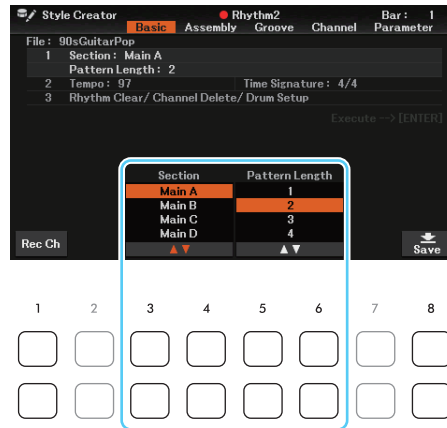 Style Creator Rhythm2 Bar: 1
Basic Assembly Groove Channel Parameter
File: 90sGuitarPop
1 Section: Main A
Pattern Length: 2
2 Tempo: 97 Time Signature: 4/4
3 Rhythm Clear/ Channel Delete/ Drum Setup
Execute --> [ENTER]
Section Pattern Length
Main A 1
Main B 2
Main C 3
Main D 4
Rec Ch Save
1 2 3 4 5 6 7 8